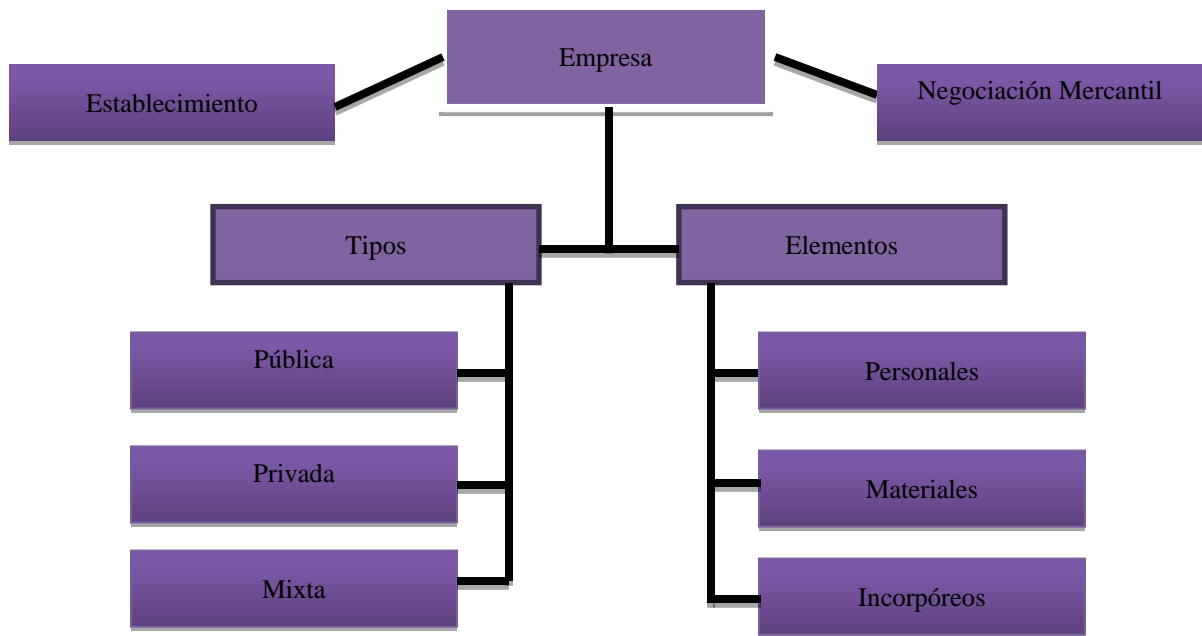 Empresa
Establecimiento
Negociación Mercantil
Tipos
Elementos
Pública
Privada
Mixta
Personales
Materiales
Incorpóreos